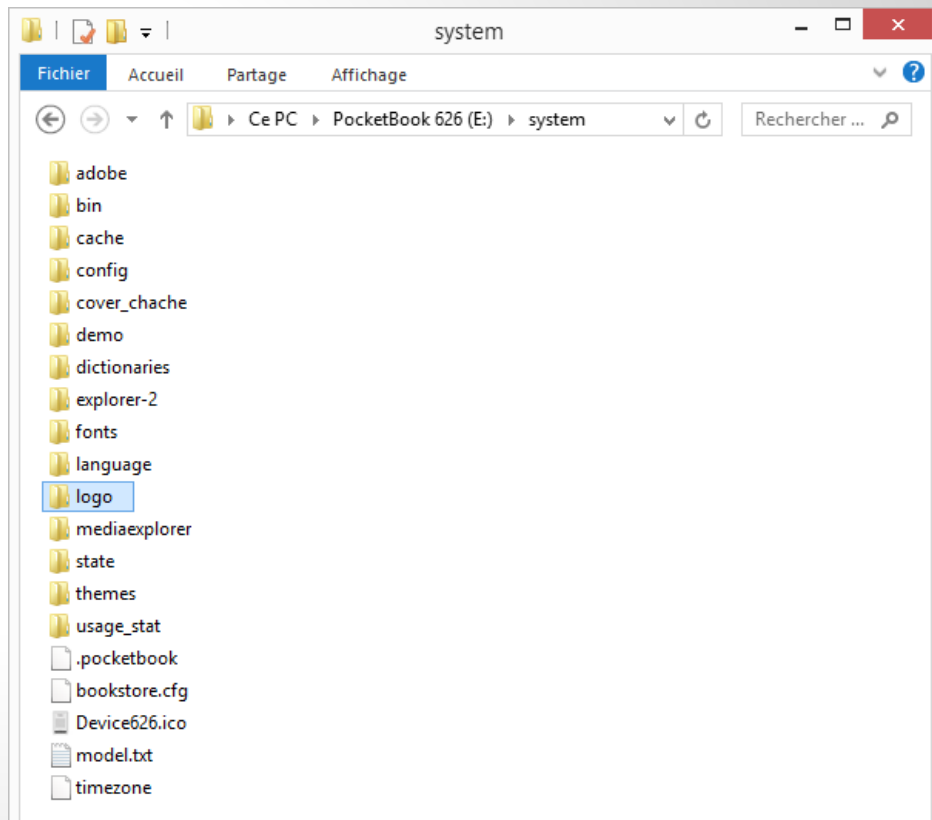 system
Fichier Accueil Partage Affichage
Ce PC PocketBook 626 (E:) system Rechercher ...
adobe
bin
cache
config
cover_chache
demo
dictionaries
explorer-2
fonts
language
logo
mediaexplorer
state
themes
usage_stat
.pocketbook
bookstore.cfg
Device626.ico
model.txt
timezone